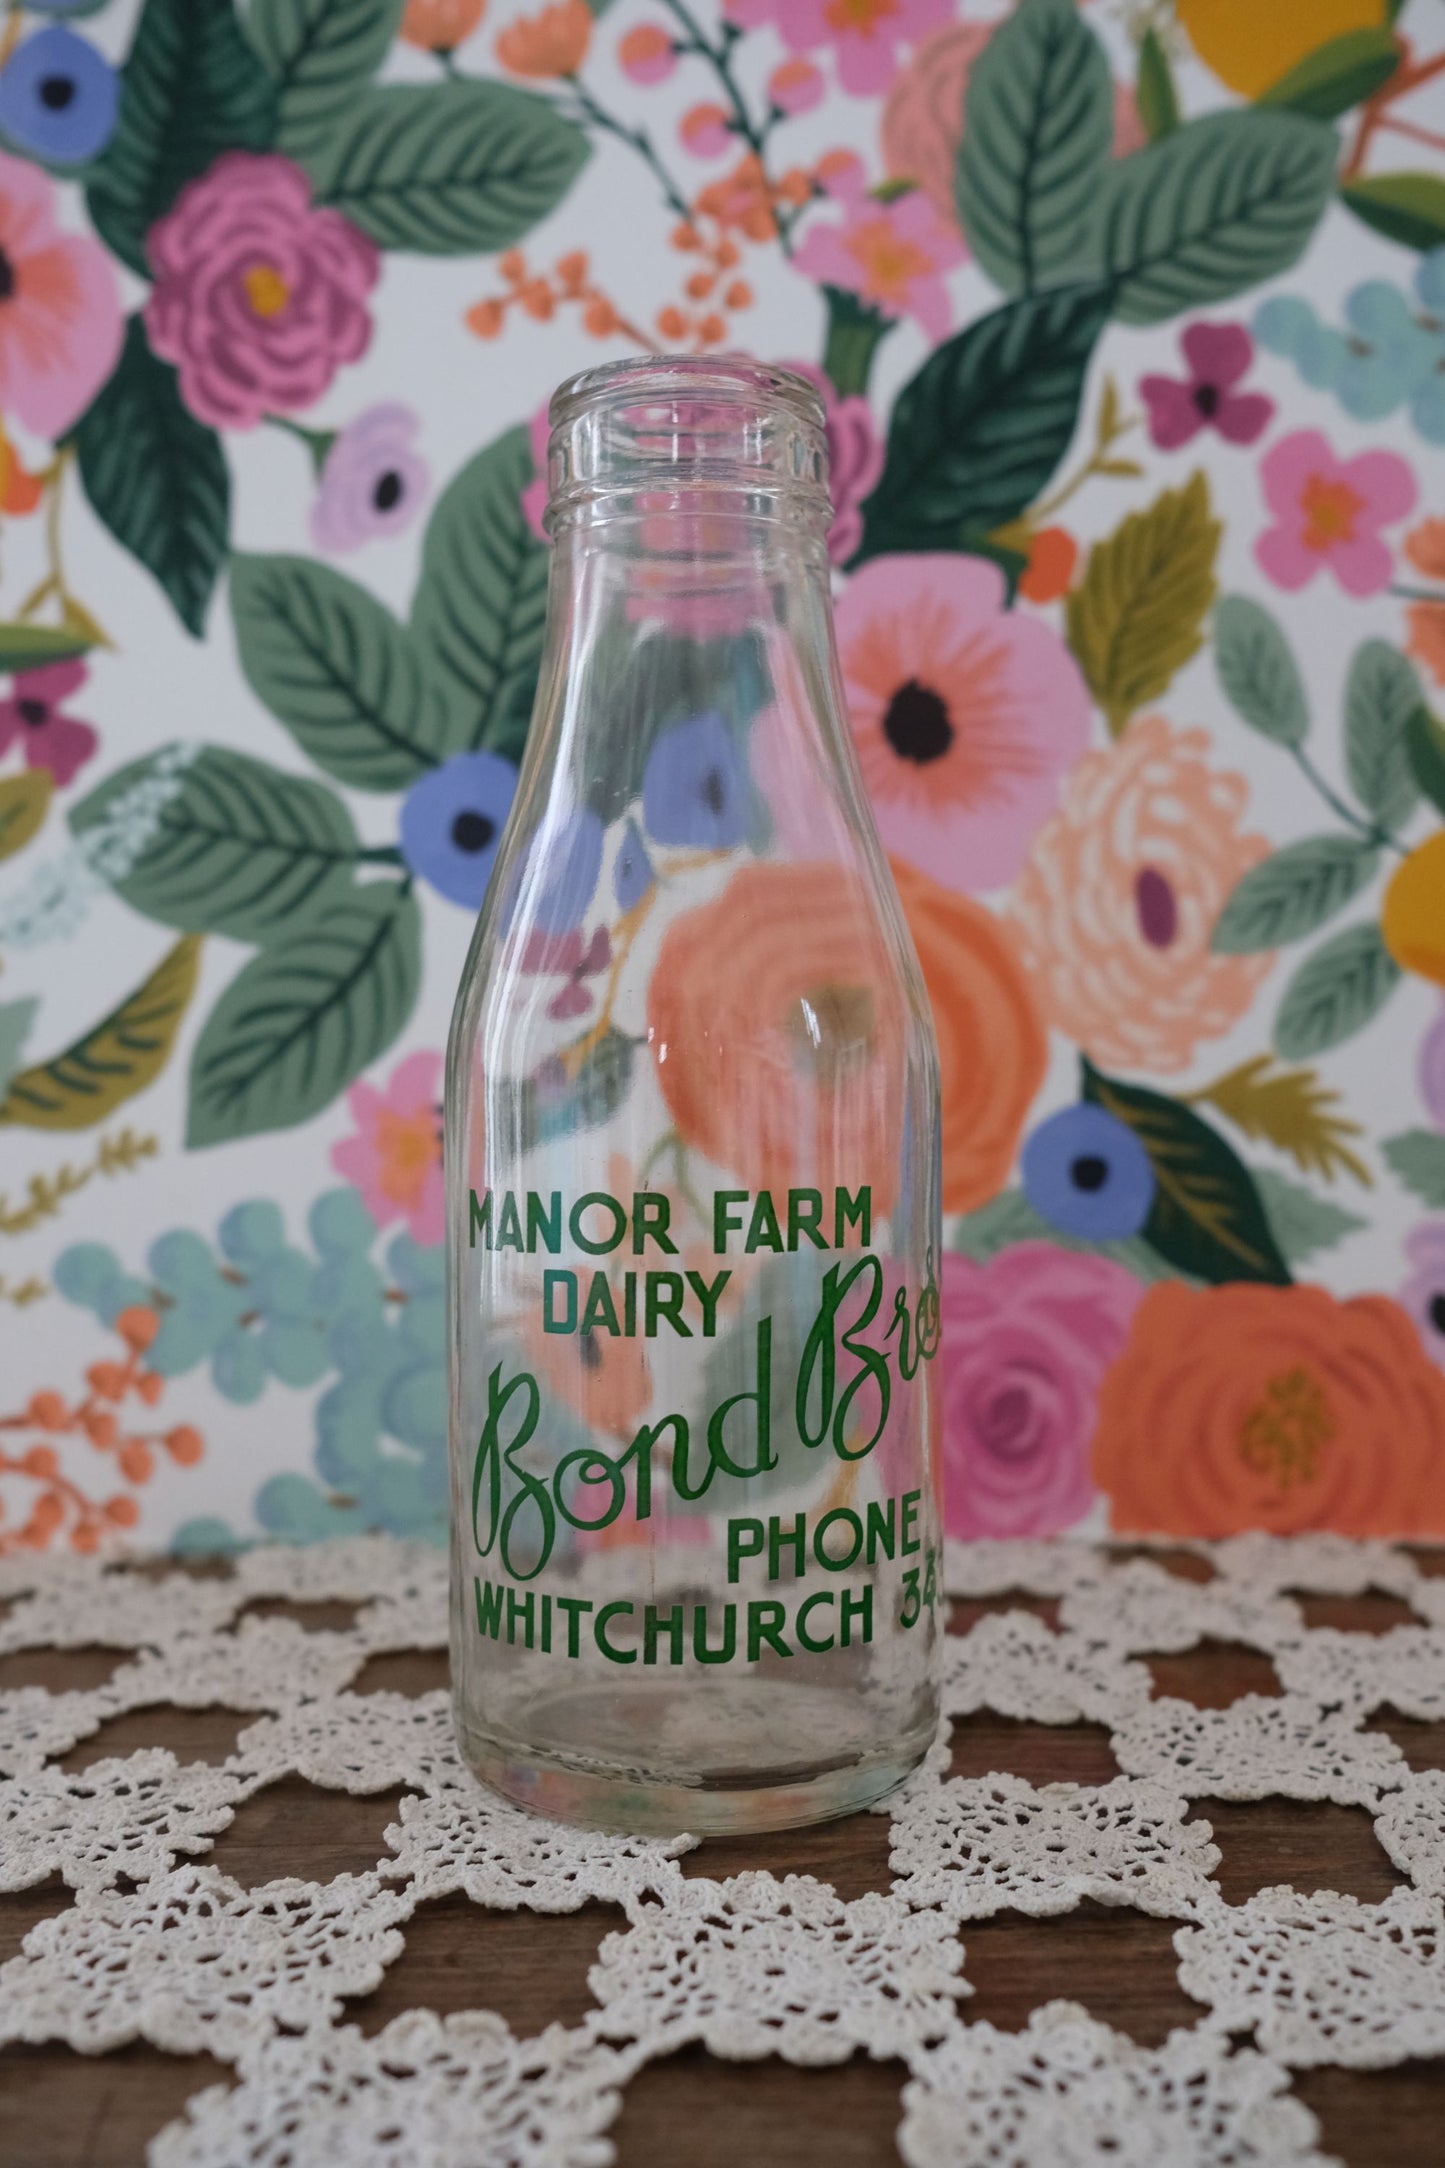 MANOR FARM
DAIRY
Bond Bros
PHONE
WHITCHURCH